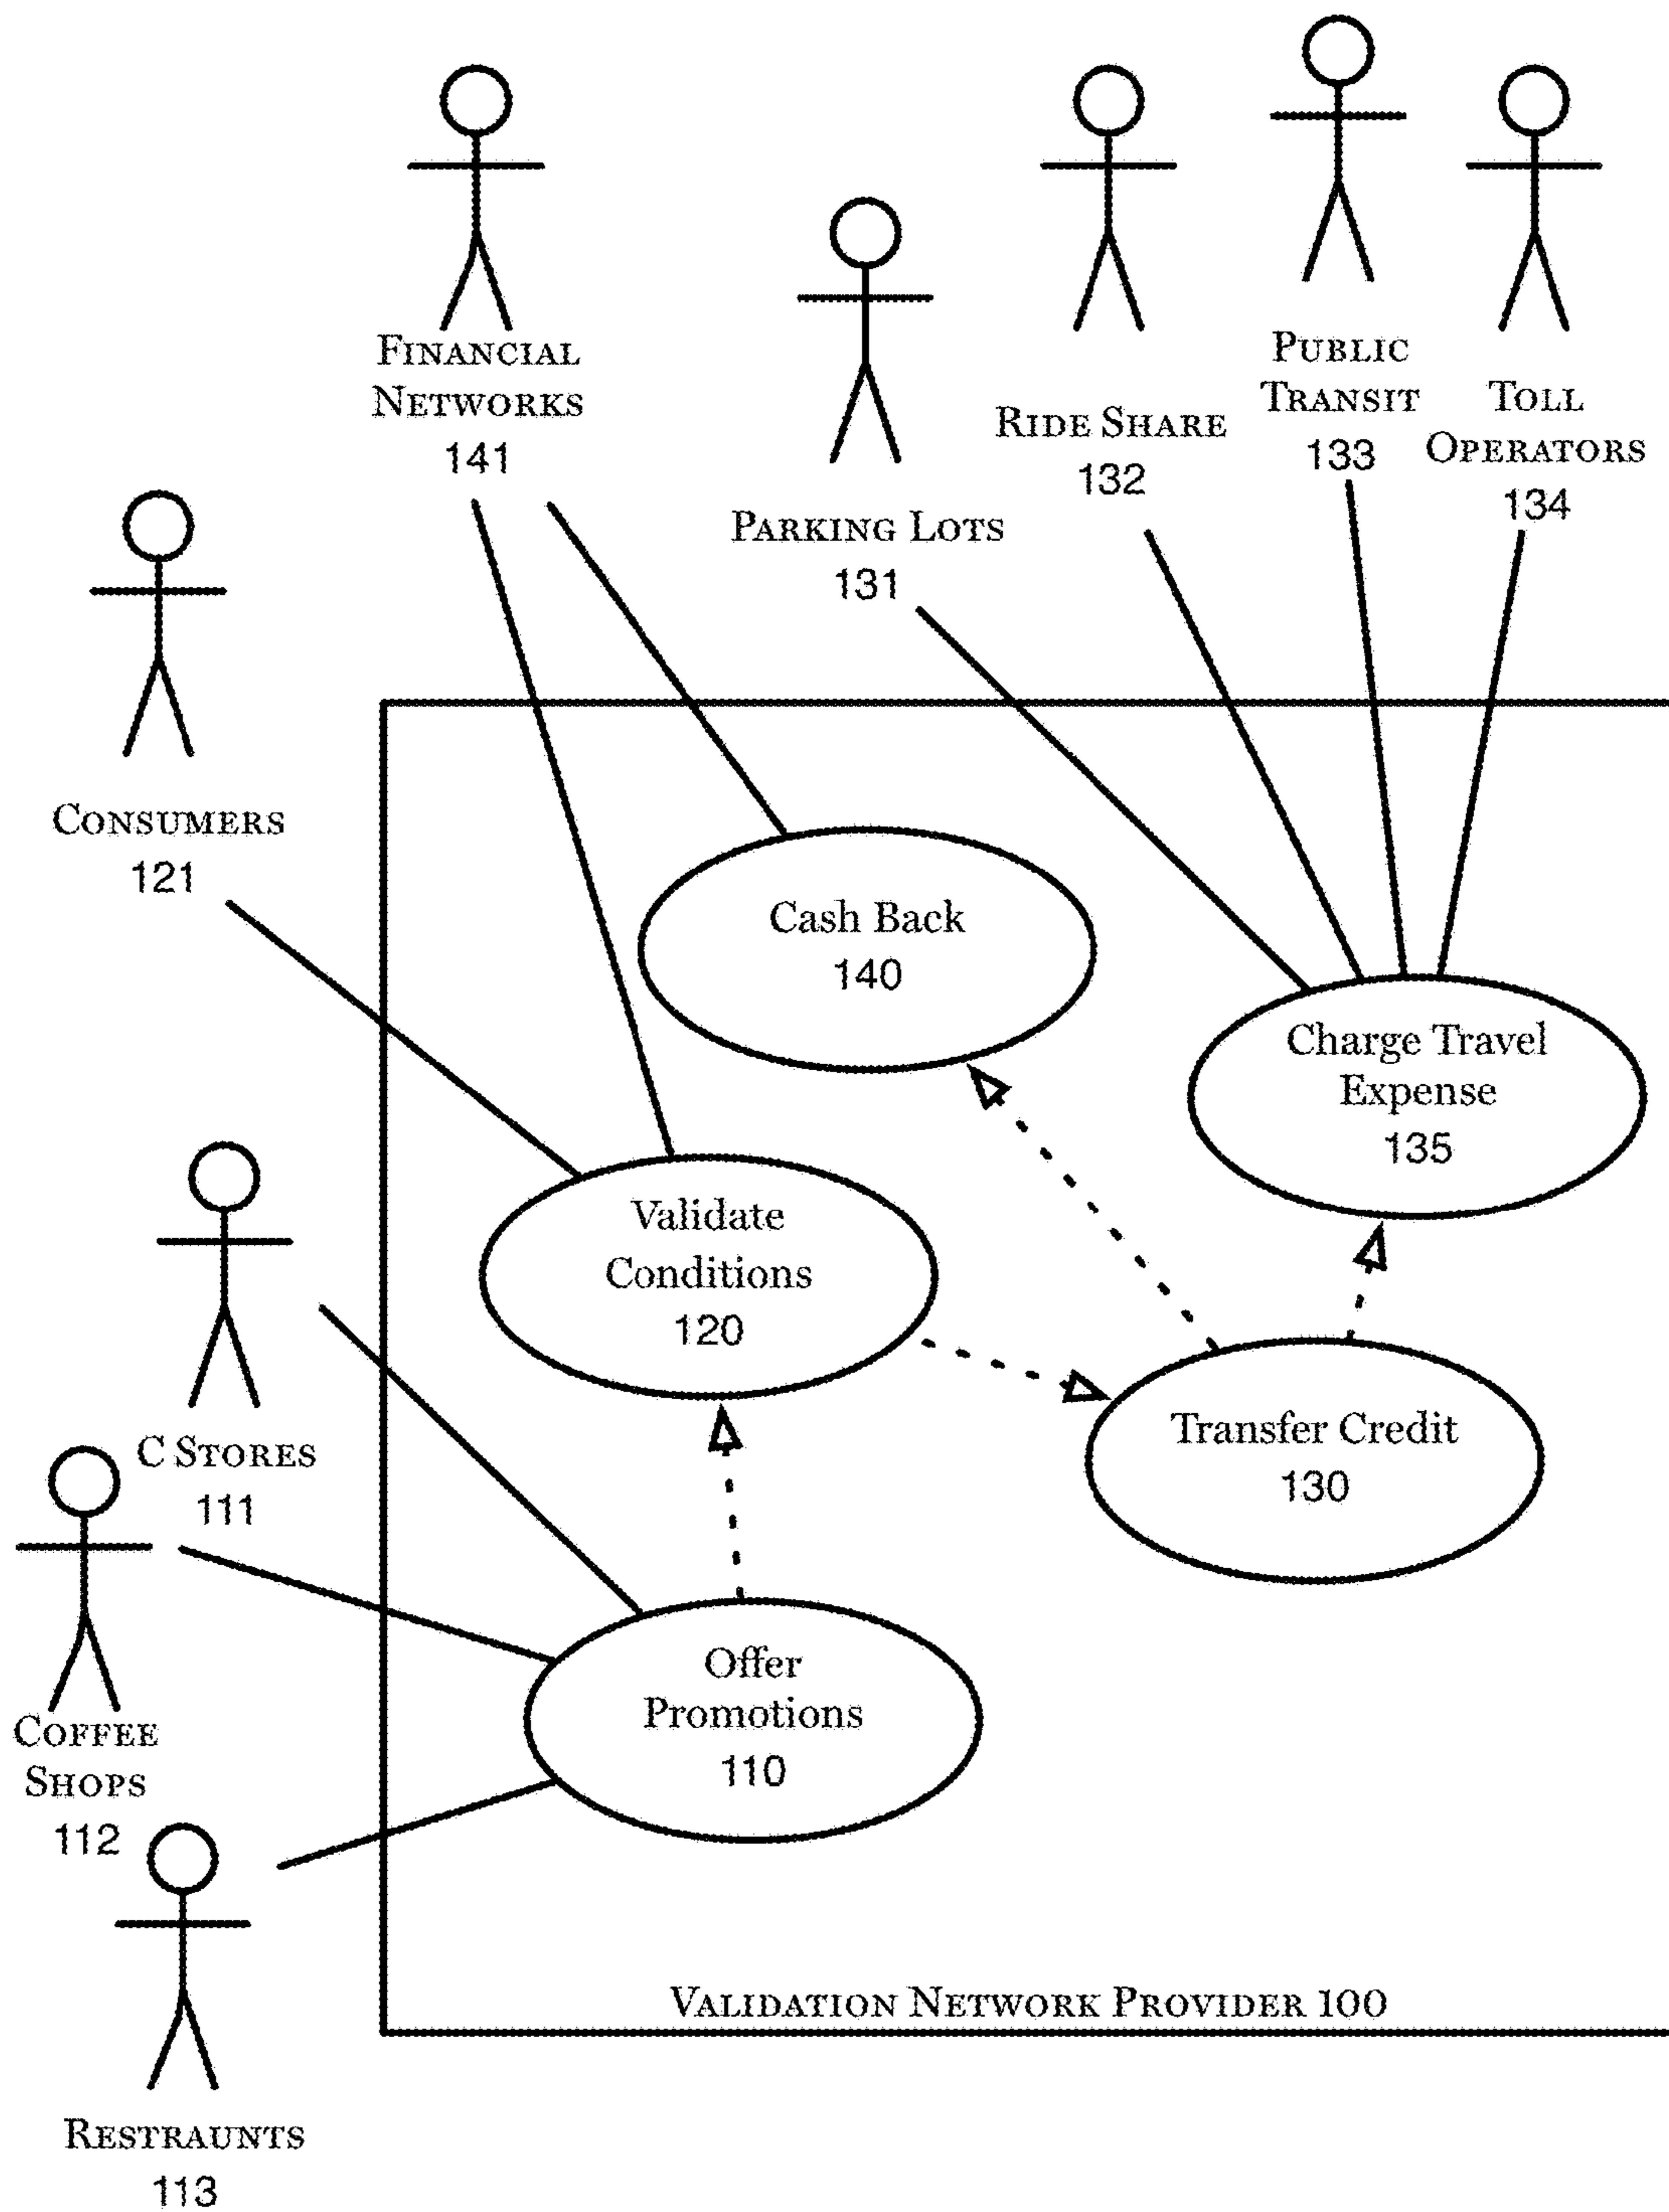 FINANCIAL
NETWORKS
141
PARKING LOTS
131
RIDE SHARE
132
PUBLIC
TRANSIT
133
TOLL
OPERATORS
134
CONSUMERS
121
Cash Back
140
Charge Travel
Expense
135
Validate
Conditions
120
Transfer Credit
130
C STORES
111
COFFEE
SHOPS
112
Offer
Promotions
110
RESTRAUNTS
113
VALIDATION NETWORK PROVIDER 100